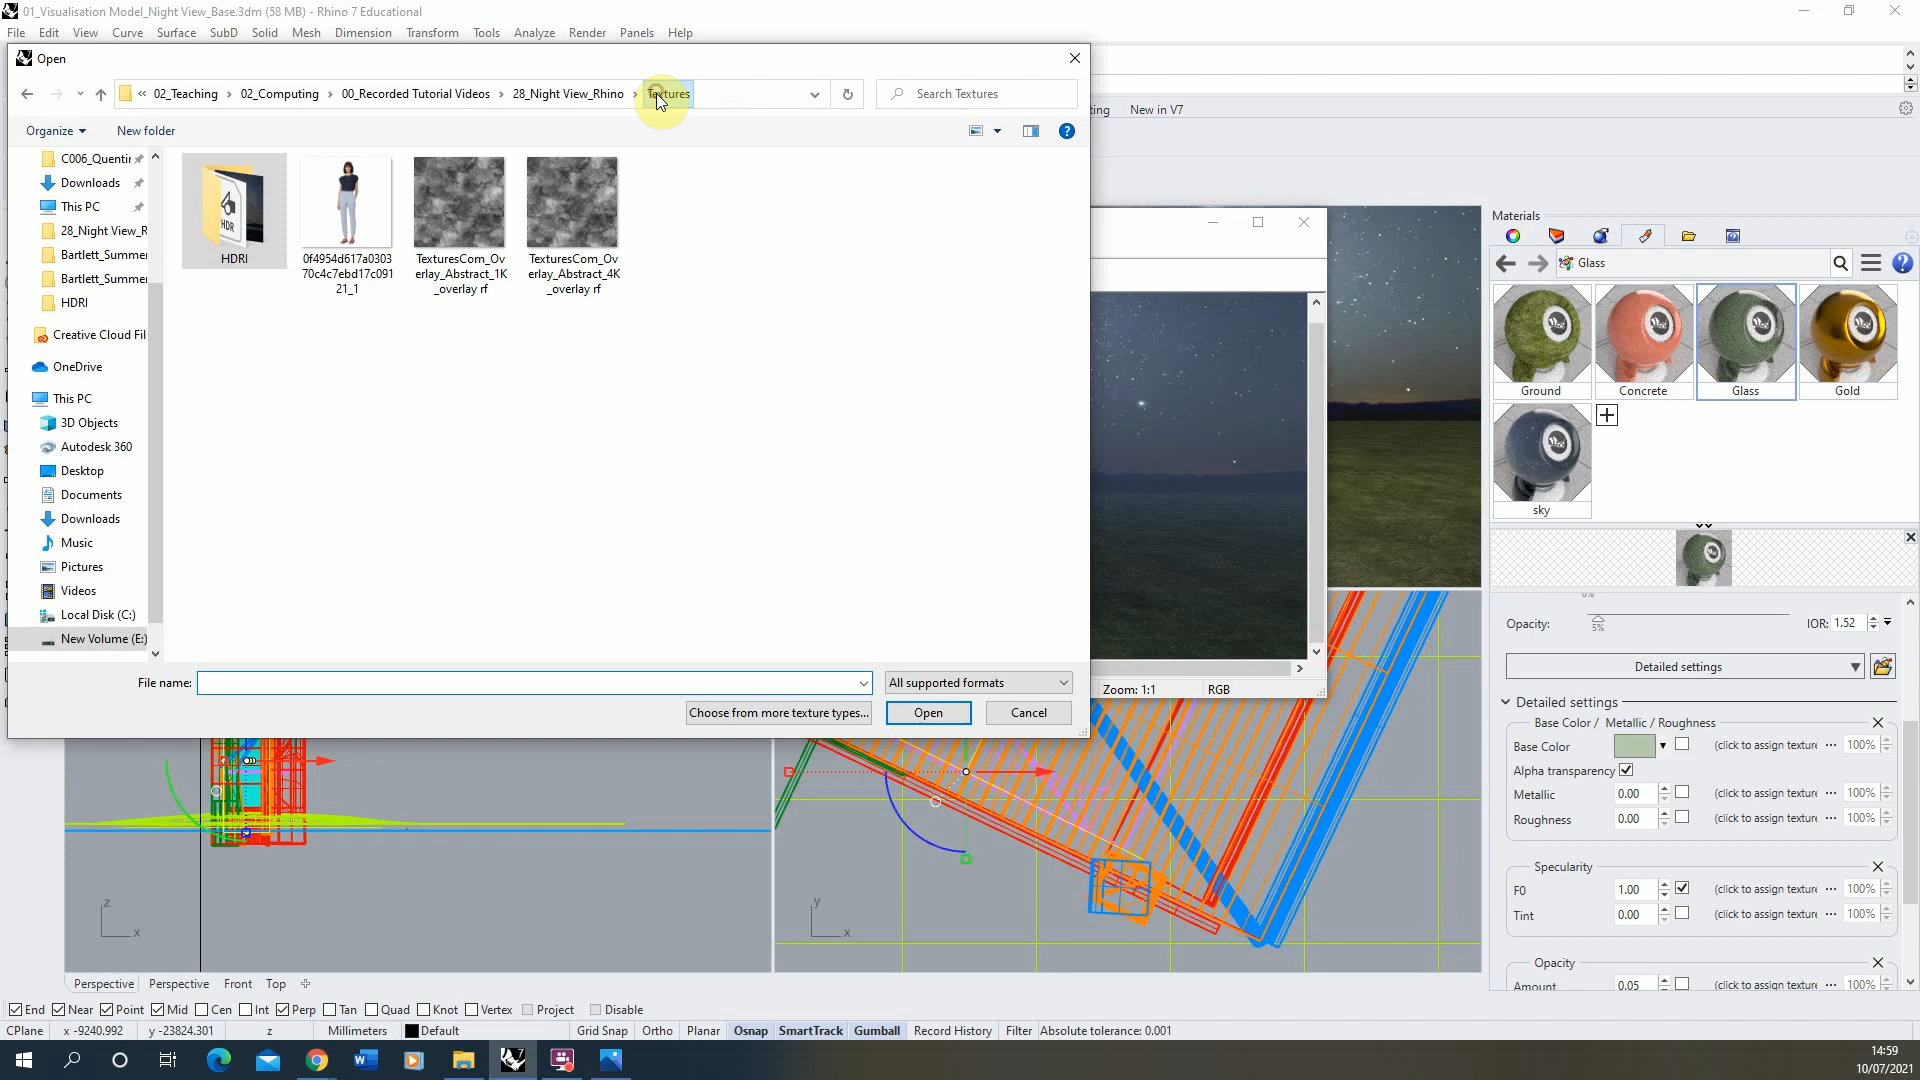 01_Visualisation Model_Night View_Base.3dm (58 MB) - Rhino 7 Educational
File Edit View Curve Surface SubD Solid Mesh Dimension Transform Tools Analyze Render Panels Help
Open
« 02_Teaching › 02_Computing › 00_Recorded Tutorial Videos › 28_Night View_Rhino › Textures
Search Textures
ting New in V7
Organize New folder
C006_Quentir
Downloads
This PC
28_Night View_R
Bartlett_Summe
Bartlett_Summe
HDRI
Creative Cloud Fil
OneDrive
This PC
3D Objects
Autodesk 360
Desktop
Documents
Downloads
Music
Pictures
Videos
Local Disk (C:)
New Volume (E:)
HDR
HDRI
0f4954d617a0303
70c4c7ebd17c091
21_1
TexturesCom_Ov
erlay_Abstract_1K
_overlay rf
TexturesCom_Ov
erlay_Abstract_4K
_overlay rf
File name:
All supported formats
Choose from more texture types... Open Cancel
Zoom: 1:1 RGB
Materials
Glass
Ground Concrete Glass Gold
sky
0%
Opacity: 5% IOR: 1.52
Detailed settings
Detailed settings
Base Color / Metallic / Roughness
Base Color (click to assign texture ... 100%
Alpha transparency
Metallic 0.00 (click to assign texture ... 100%
Roughness 0.00 (click to assign texture ... 100%
Specularity
F0 1.00 (click to assign texture ... 100%
Tint 0.00 (click to assign texture ... 100%
Opacity
Amount 0.05 (click to assign texture ... 100%
z
x
y
x
Perspective Perspective Front Top
End Near Point Mid Cen Int Perp Tan Quad Knot Vertex Project Disable
CPlane x -9240.992 y -23824.301 z Millimeters Default Grid Snap Ortho Planar Osnap SmartTrack Gumball Record History Filter Absolute tolerance: 0.001
14:59
10/07/2021